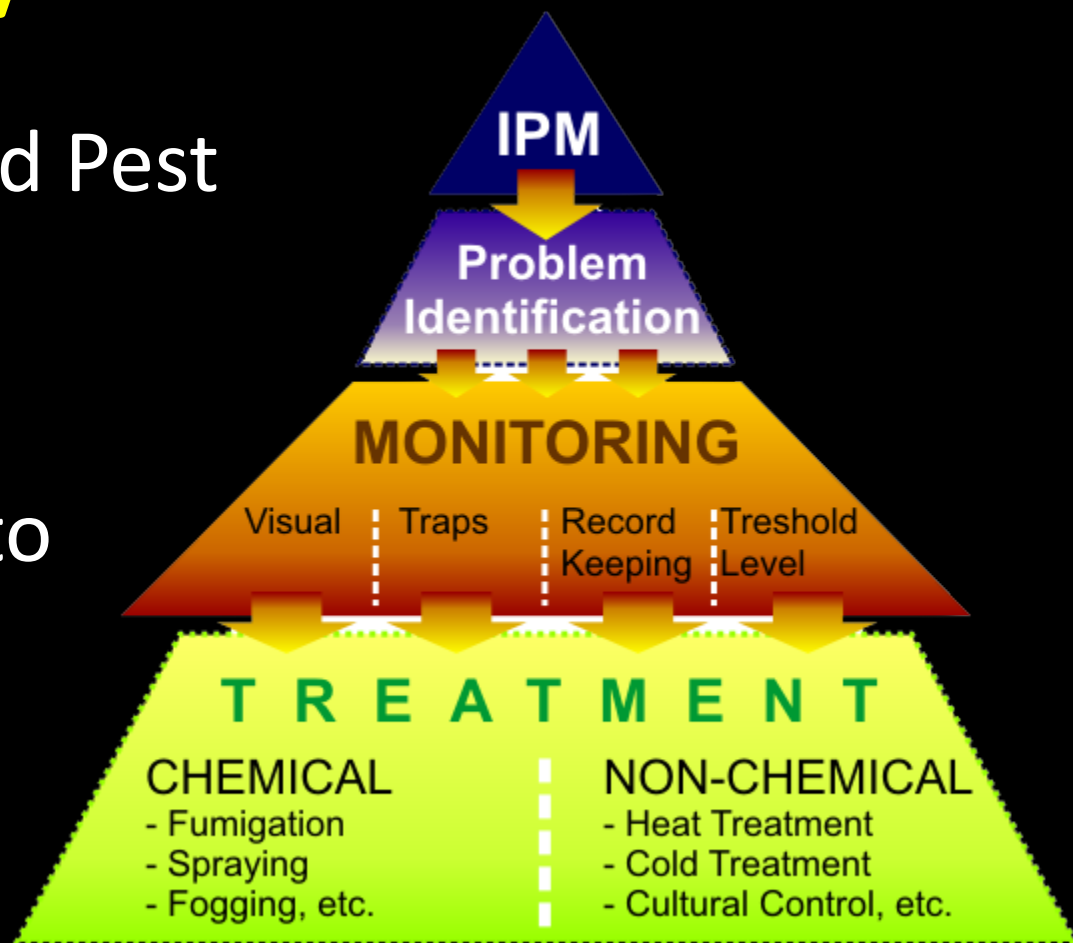 d Pest
to
IPM
Problem
Identification
MONITORING
Visual
Traps
Record
Keeping
Treshold
Level
TREATMENT
CHEMICAL
- Fumigation
- Spraying
- Fogging, etc.
NON-CHEMICAL
- Heat Treatment
- Cold Treatment
- Cultural Control, etc.